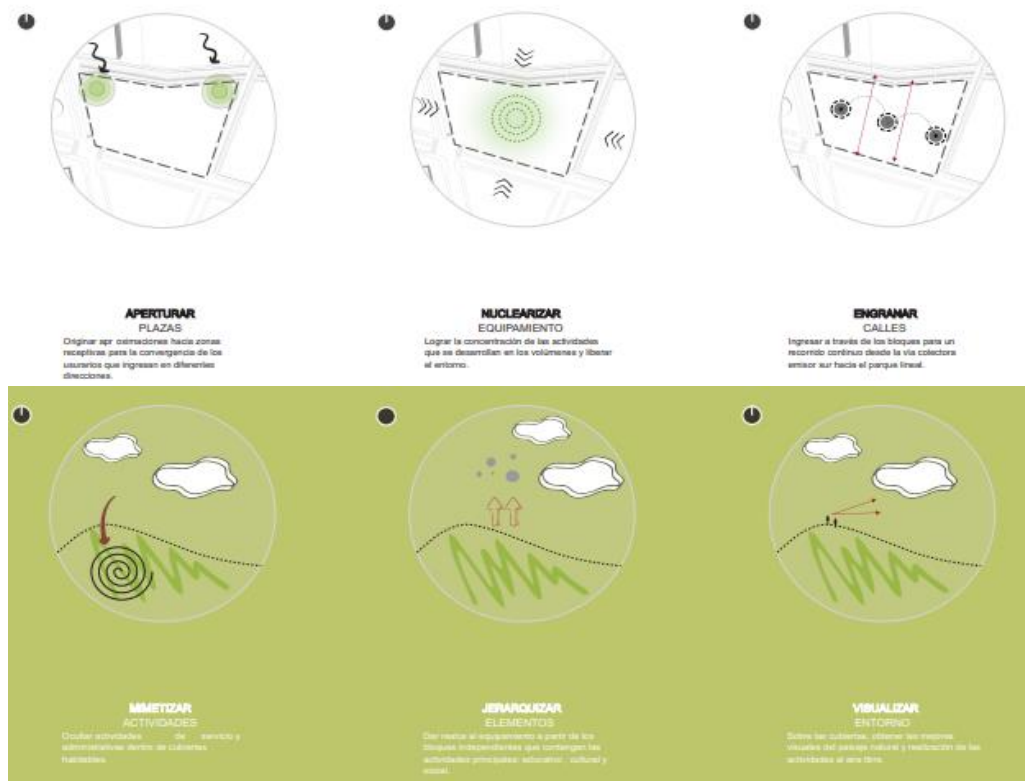 APERTURAR
PLAZAS
Originar apr oximaciones hacia zonas
receptivas para la convergencia de los
usuarios que ingresan en diferentes
direcciones.
NUCLEARIZAR
EQUIPAMIENTO
Lograr la concentración de las actividades
que se desarrollan en los volúmenes y liberar
el entorno.
ENGRANAR
CALLES
Ingresar a través de los bloques para un
recorrido continuo desde la vía colectora
emisor sur hacia el parque lineal.
MIMETIZAR
ACTIVIDADES
Ocultar actividades de servicio y
administrativas dentro de cubiertas
habitables.
JERARQUIZAR
ELEMENTOS
Dar realce al equipamiento a partir de los
bloques independientes que contengan las
actividades principales: educativo, cultural y
social.
VISUALIZAR
ENTORNO
Sobre las cubiertas, obtener las mejores
visuales del paisaje natural y realización de las
actividades al aire libre.